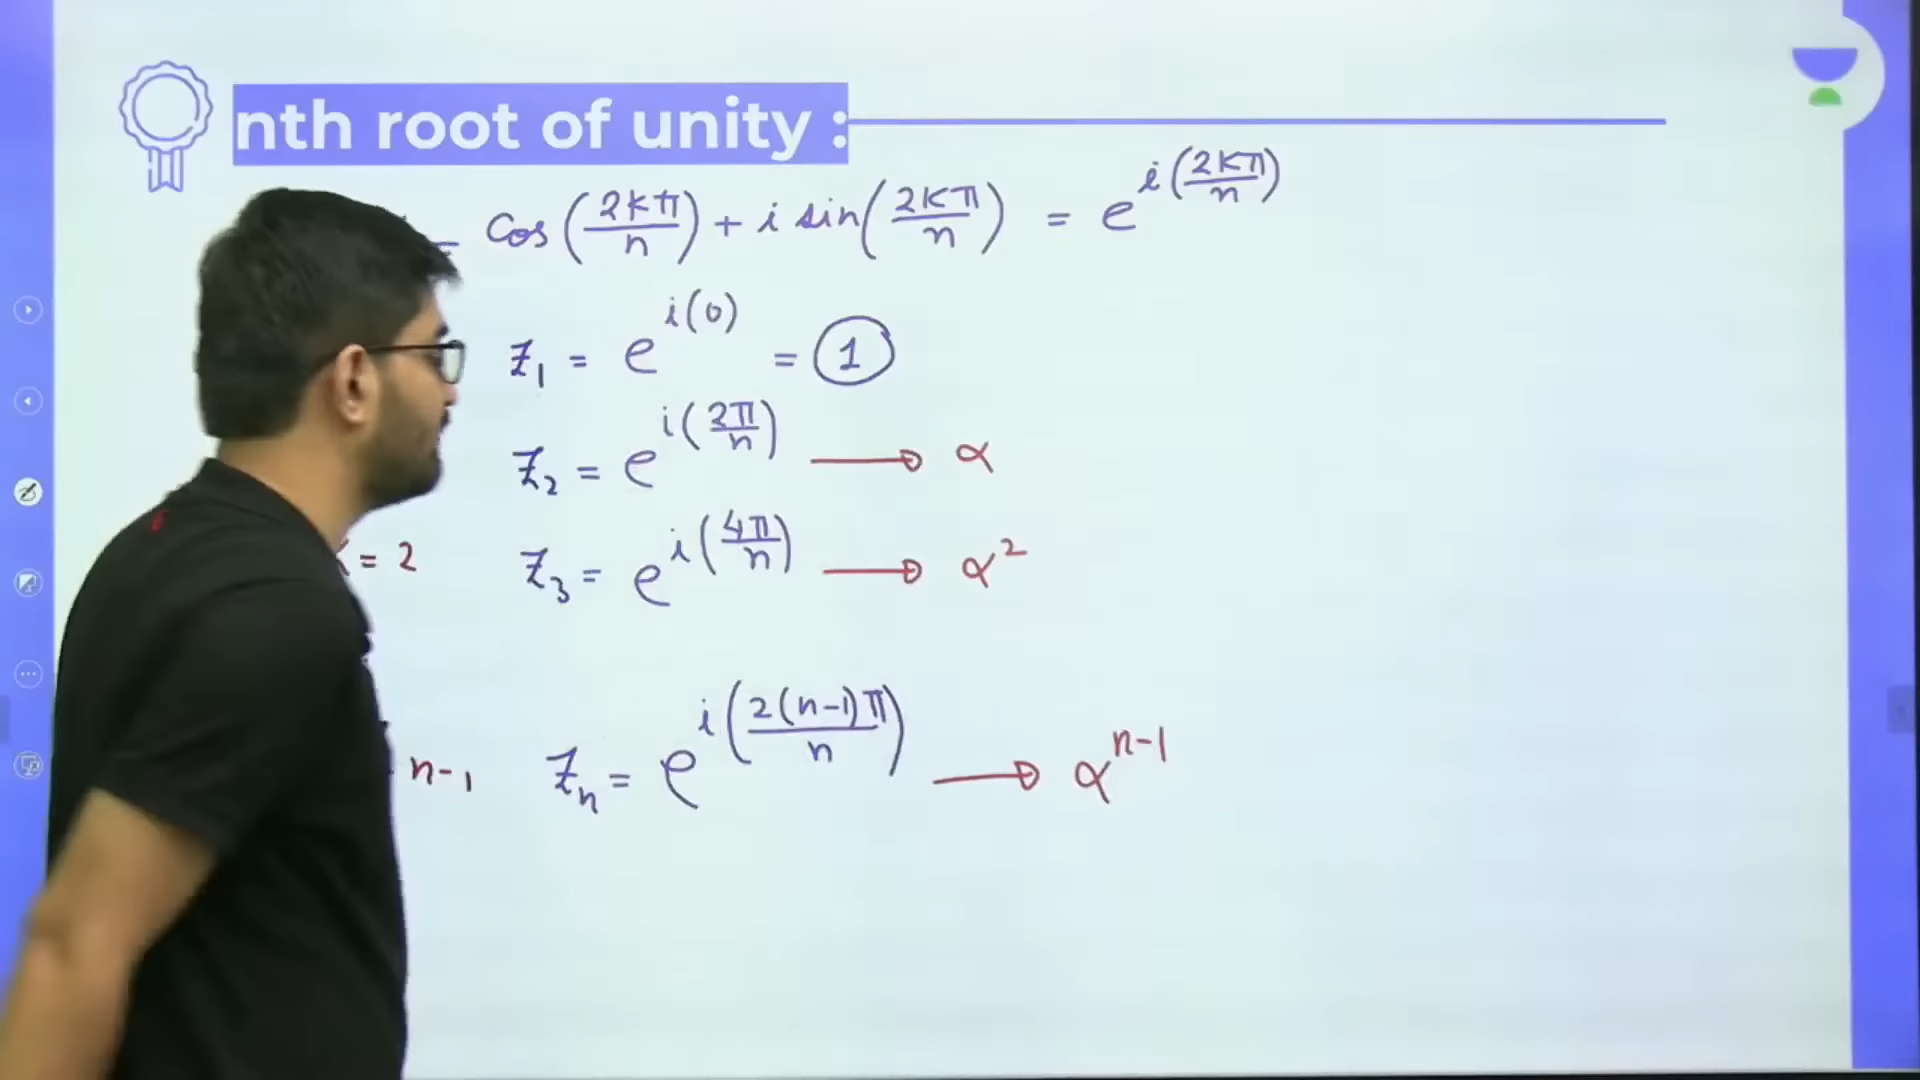 nth root of unity :
= cos(2kπ/n) + i sin(2kπ/n) = e^i(2kπ/n)
z₁ = e^i(0) = 1
z₂ = e^i(2π/n) → α
= 2 z₃ = e^i(4π/n) → α²
n-1 zₙ = e^i(2(n-1)π/n) → α^n-1